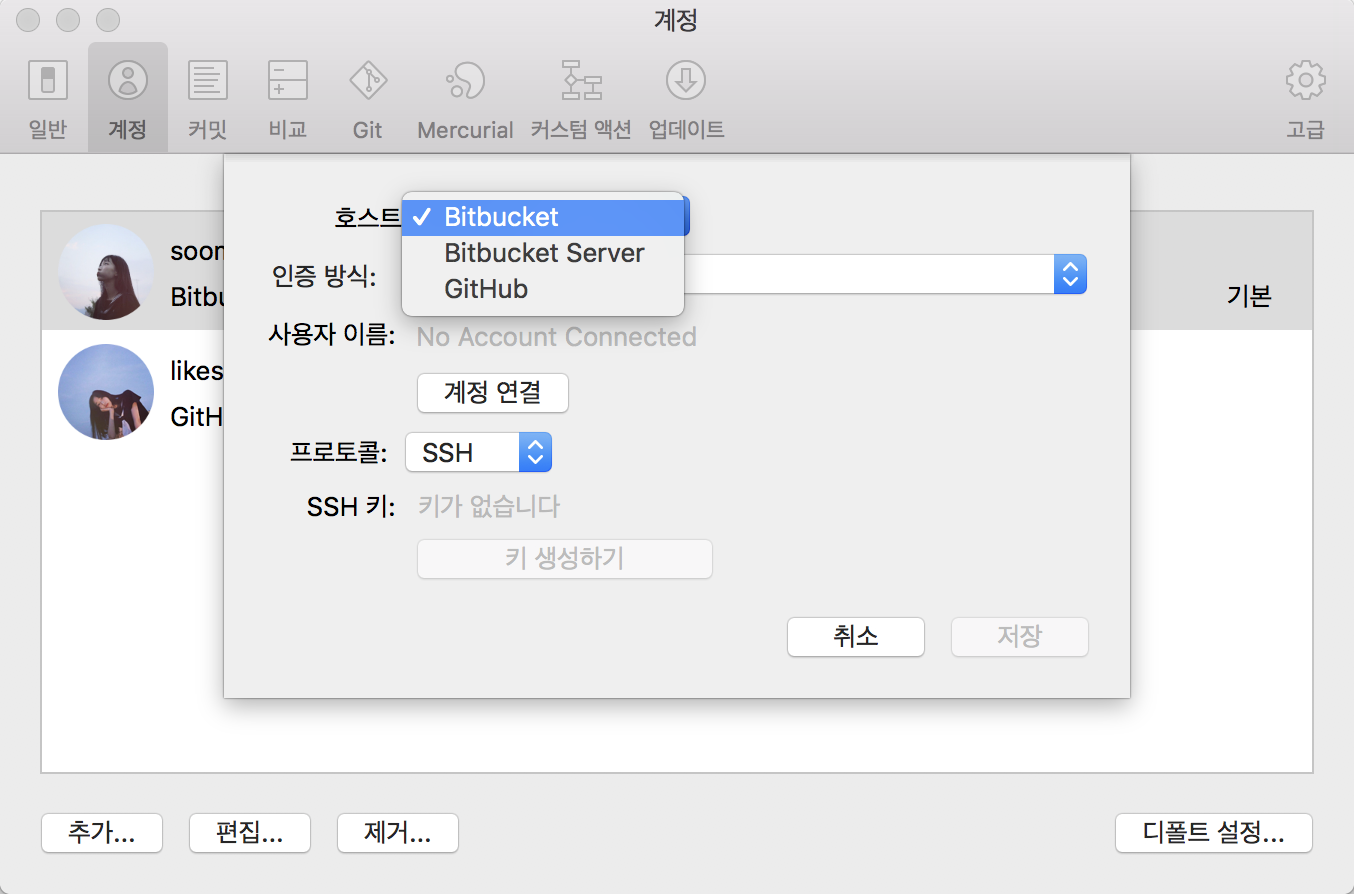 계정
일반
계정
커밋
비교
Git
Mercurial
커스텀 액션
업데이트
고급
호스트
✓ Bitbucket
Bitbucket Server
GitHub
인증 방식:
사용자 이름: No Account Connected
계정 연결
프로토콜: SSH
SSH 키: 키가 없습니다
키 생성하기
취소
저장
soon
Bitbu
기본
likes
GitH
추가...
편집...
제거...
디폴트 설정...